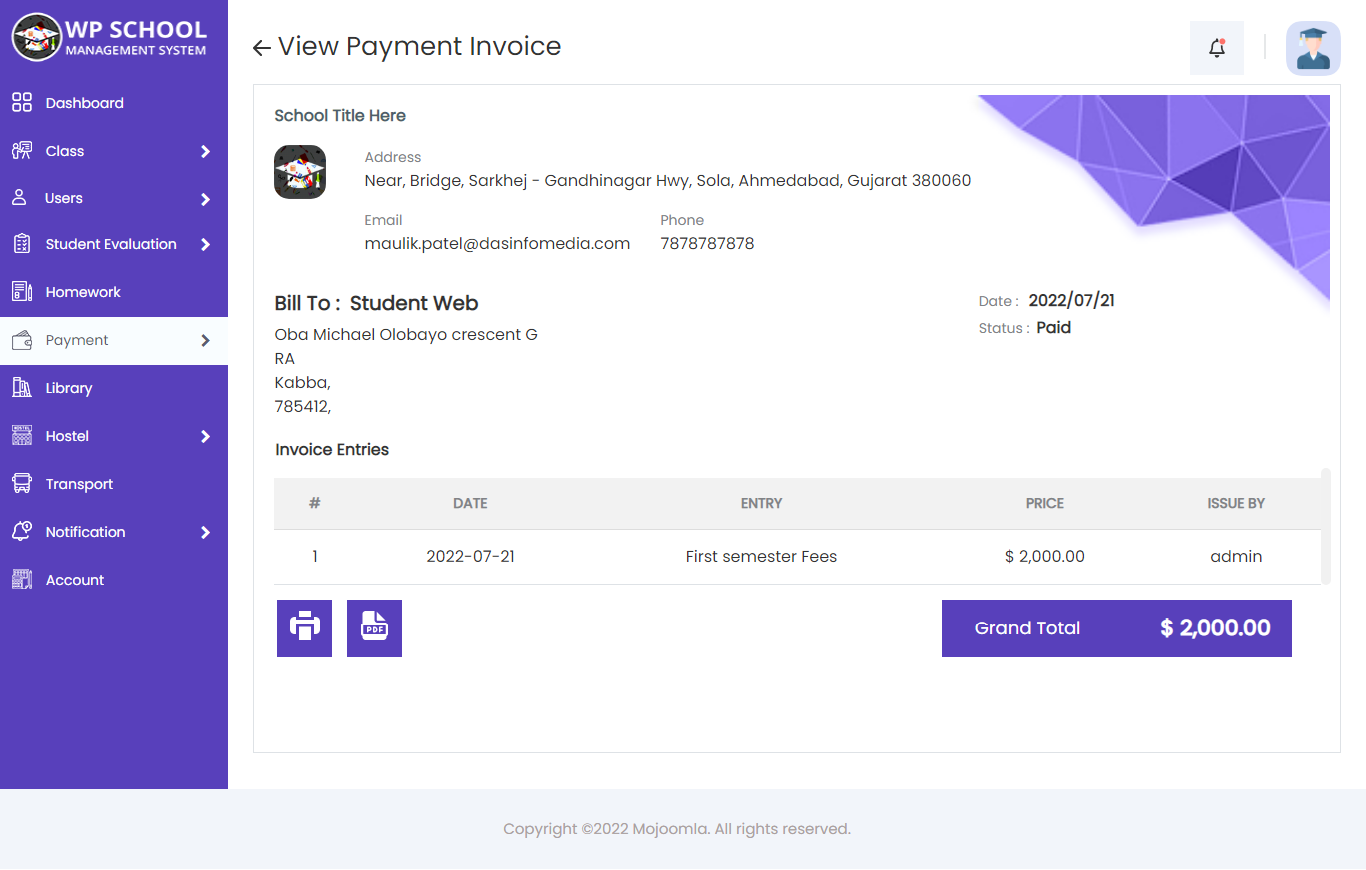 WP SCHOOL
MANAGEMENT SYSTEM
Dashboard
Class
Users
Student Evaluation
Homework
Payment
Library
Hostel
Transport
Notification
Account
View Payment Invoice
School Title Here
Address
Near, Bridge, Sarkhej - Gandhinagar Hwy, Sola, Ahmedabad, Gujarat 380060
Email Phone
maulik.patel@dasinfomedia.com 7878787878
Bill To : Student Web
Date : 2022/07/21
Status : Paid
Oba Michael Olobayo crescent G
RA
Kabba,
785412,
Invoice Entries
# DATE ENTRY PRICE ISSUE BY
1 2022-07-21 First semester Fees $ 2,000.00 admin
PDF
Grand Total $ 2,000.00
Copyright ©2022 Mojoomla. All rights reserved.